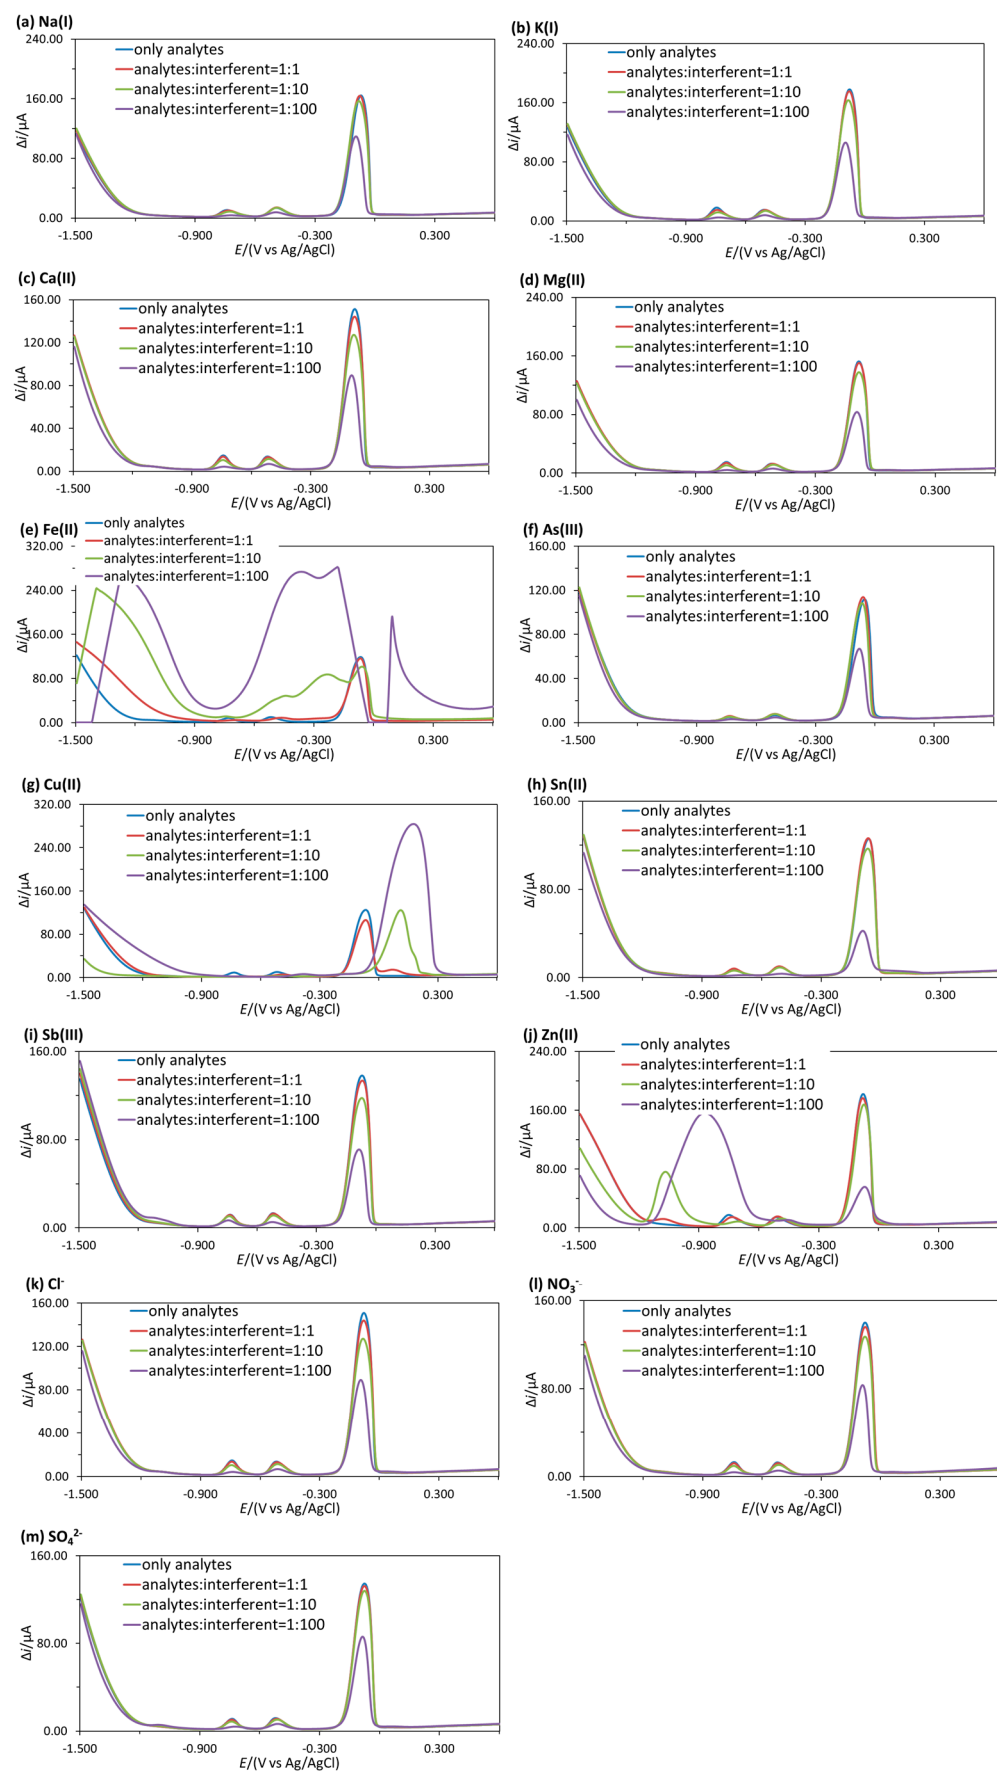 (a) Na(I)
240.00
160.00
80.00
0.00
Δi/μA
only analytes
analytes:interferent=1:1
analytes:interferent=1:10
analytes:interferent=1:100
-1.500 -0.900 -0.300 0.300
E/(V vs Ag/AgCl)
(b) K(I)
240.00
160.00
80.00
0.00
Δi/μA
only analytes
analytes:interferent=1:1
analytes:interferent=1:10
analytes:interferent=1:100
-1.500 -0.900 -0.300 0.300
E/(V vs Ag/AgCl)
(c) Ca(II)
160.00
120.00
80.00
40.00
0.00
Δi/μA
only analytes
analytes:interferent=1:1
analytes:interferent=1:10
analytes:interferent=1:100
-1.500 -0.900 -0.300 0.300
E/(V vs Ag/AgCl)
(d) Mg(II)
240.00
160.00
80.00
0.00
Δi/μA
only analytes
analytes:interferent=1:1
analytes:interferent=1:10
analytes:interferent=1:100
-1.500 -0.900 -0.300 0.300
E/(V vs Ag/AgCl)
(e) Fe(II)
320.00
240.00
160.00
80.00
0.00
Δi/μA
only analytes
analytes:interferent=1:1
analytes:interferent=1:10
analytes:interferent=1:100
-1.500 -0.900 -0.300 0.300
E/(V vs Ag/AgCl)
(f) As(III)
160.00
120.00
80.00
40.00
0.00
Δi/μA
only analytes
analytes:interferent=1:1
analytes:interferent=1:10
analytes:interferent=1:100
-1.500 -0.900 -0.300 0.300
E/(V vs Ag/AgCl)
(g) Cu(II)
320.00
240.00
160.00
80.00
0.00
Δi/μA
only analytes
analytes:interferent=1:1
analytes:interferent=1:10
analytes:interferent=1:100
-1.500 -0.900 -0.300 0.300
E/(V vs Ag/AgCl)
(h) Sn(II)
160.00
80.00
0.00
Δi/μA
only analytes
analytes:interferent=1:1
analytes:interferent=1:10
analytes:interferent=1:100
-1.500 -0.900 -0.300 0.300
E/(V vs Ag/AgCl)
(i) Sb(III)
160.00
80.00
0.00
Δi/μA
only analytes
analytes:interferent=1:1
analytes:interferent=1:10
analytes:interferent=1:100
-1.500 -0.900 -0.300 0.300
E/(V vs Ag/AgCl)
(j) Zn(II)
240.00
160.00
80.00
0.00
Δi/μA
only analytes
analytes:interferent=1:1
analytes:interferent=1:10
analytes:interferent=1:100
-1.500 -0.900 -0.300 0.300
E/(V vs Ag/AgCl)
(k) Cl⁻
160.00
120.00
80.00
40.00
0.00
Δi/μA
only analytes
analytes:interferent=1:1
analytes:interferent=1:10
analytes:interferent=1:100
-1.500 -0.900 -0.300 0.300
E/(V vs Ag/AgCl)
(l) NO₃⁻⁻
160.00
80.00
0.00
Δi/μA
only analytes
analytes:interferent=1:1
analytes:interferent=1:10
analytes:interferent=1:100
-1.500 -0.900 -0.300 0.300
E/(V vs Ag/AgCl)
(m) SO₄²⁻
160.00
80.00
0.00
Δi/μA
only analytes
analytes:interferent=1:1
analytes:interferent=1:10
analytes:interferent=1:100
-1.500 -0.900 -0.300 0.300
E/(V vs Ag/AgCl)